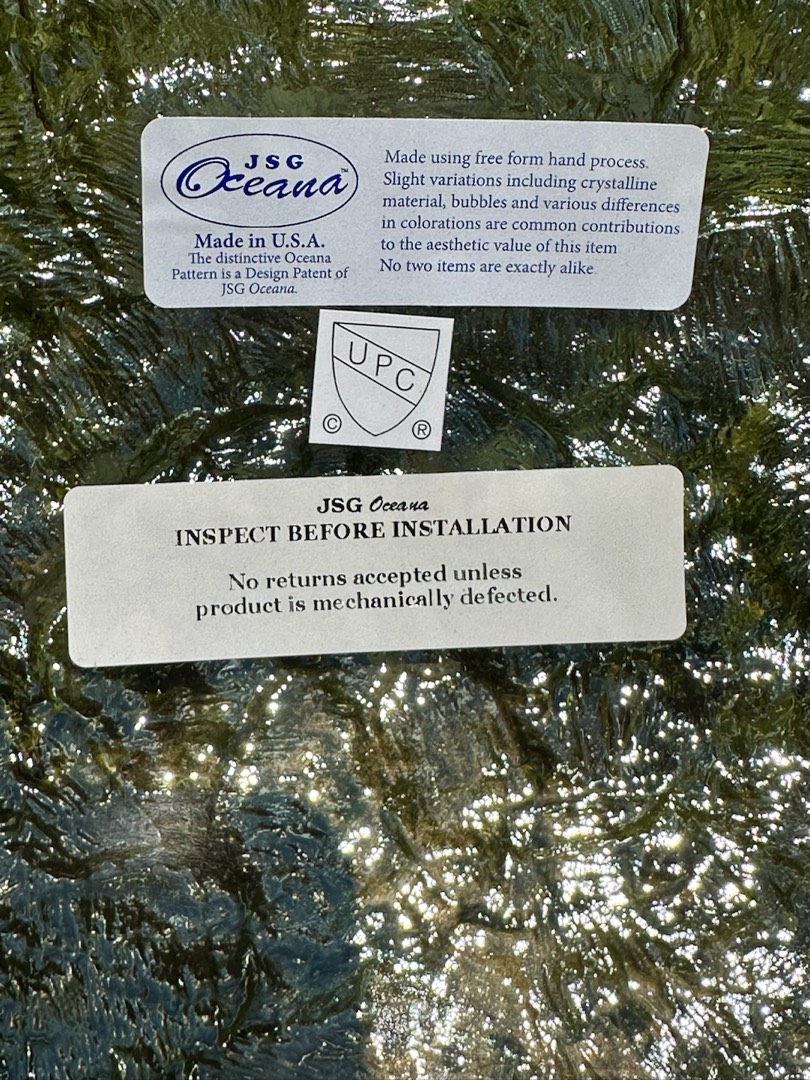 JSG
Oceana™
Made in U.S.A.
The distinctive Oceana
Pattern is a Design Patent of
JSG Oceana.
Made using free form hand process.
Slight variations including crystalline
material, bubbles and various differences
in colorations are common contributions
to the aesthetic value of this item
No two items are exactly alike
UPC
© ®
JSG Oceana
INSPECT BEFORE INSTALLATION
No returns accepted unless
product is mechanically defected.